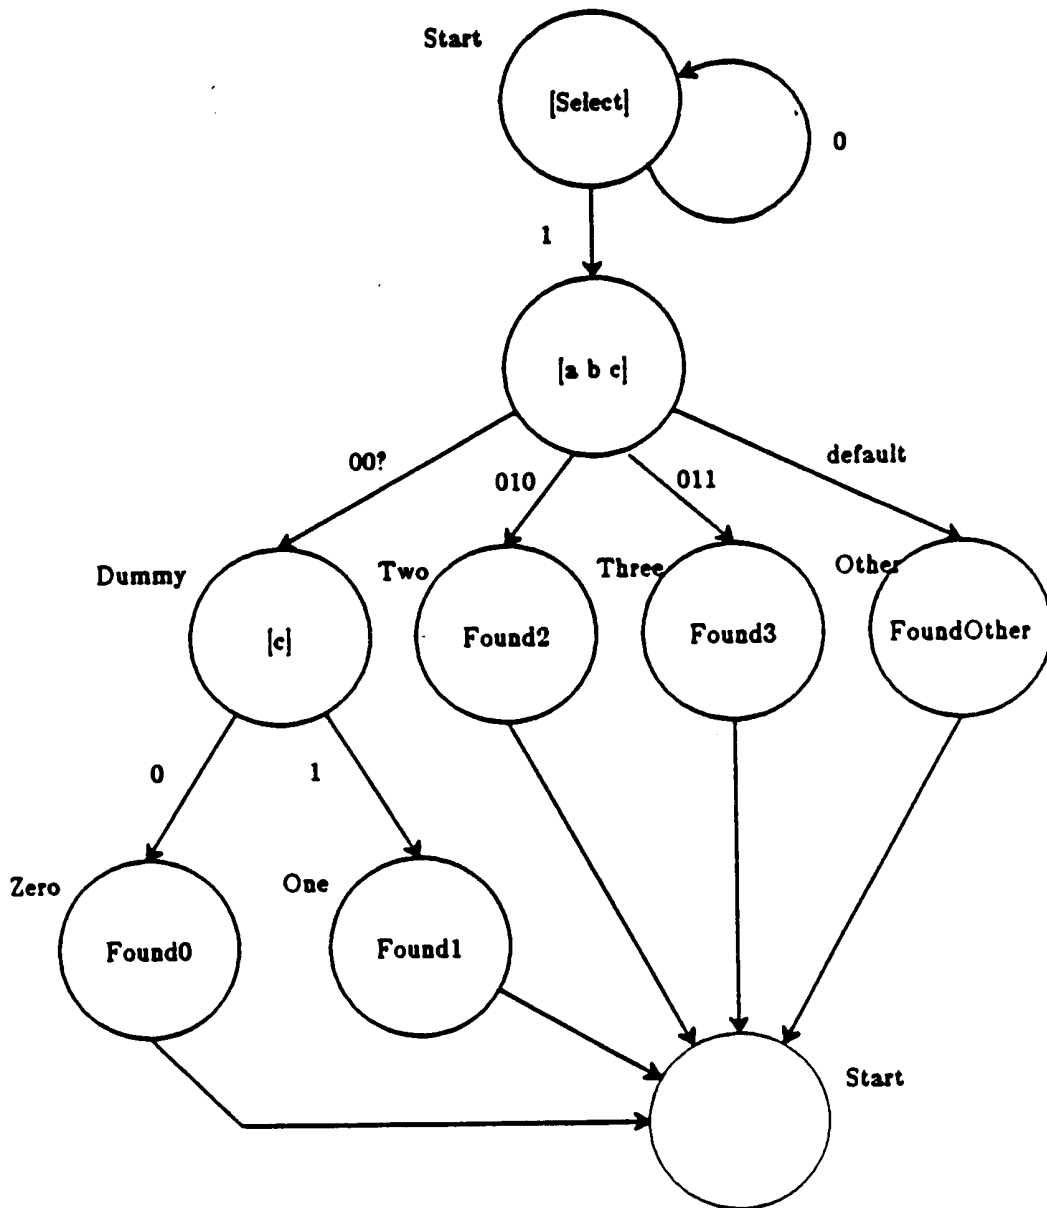 Start
[Select]
0
1
[a b c]
00?
010
011
default
Dummy
Two
Three
Other
[c]
Found2
Found3
FoundOther
0
1
Zero
One
Found0
Found1
Start